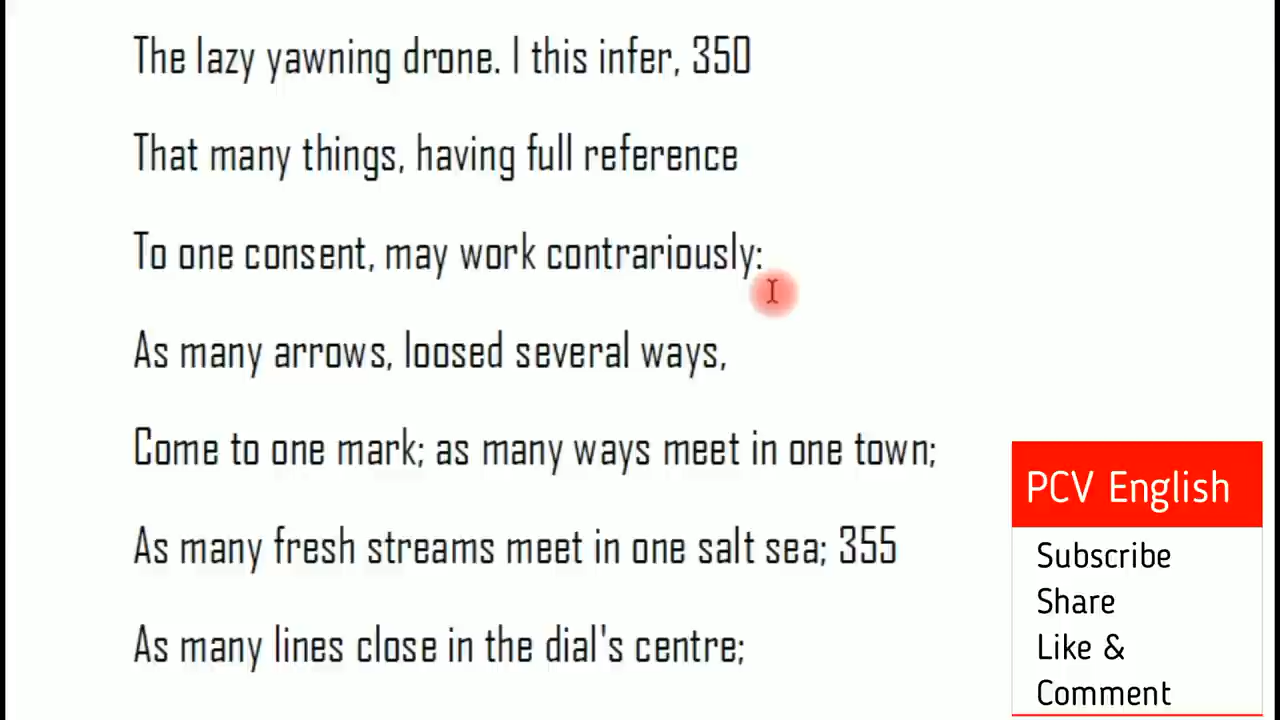 The lazy yawning drone. I this infer, 350
That many things, having full reference
To one consent, may work contrariously:
As many arrows, loosed several ways,
Come to one mark; as many ways meet in one town;
As many fresh streams meet in one salt sea; 355
As many lines close in the dial's centre;
PCV English
Subscribe
Share
Like &
Comment